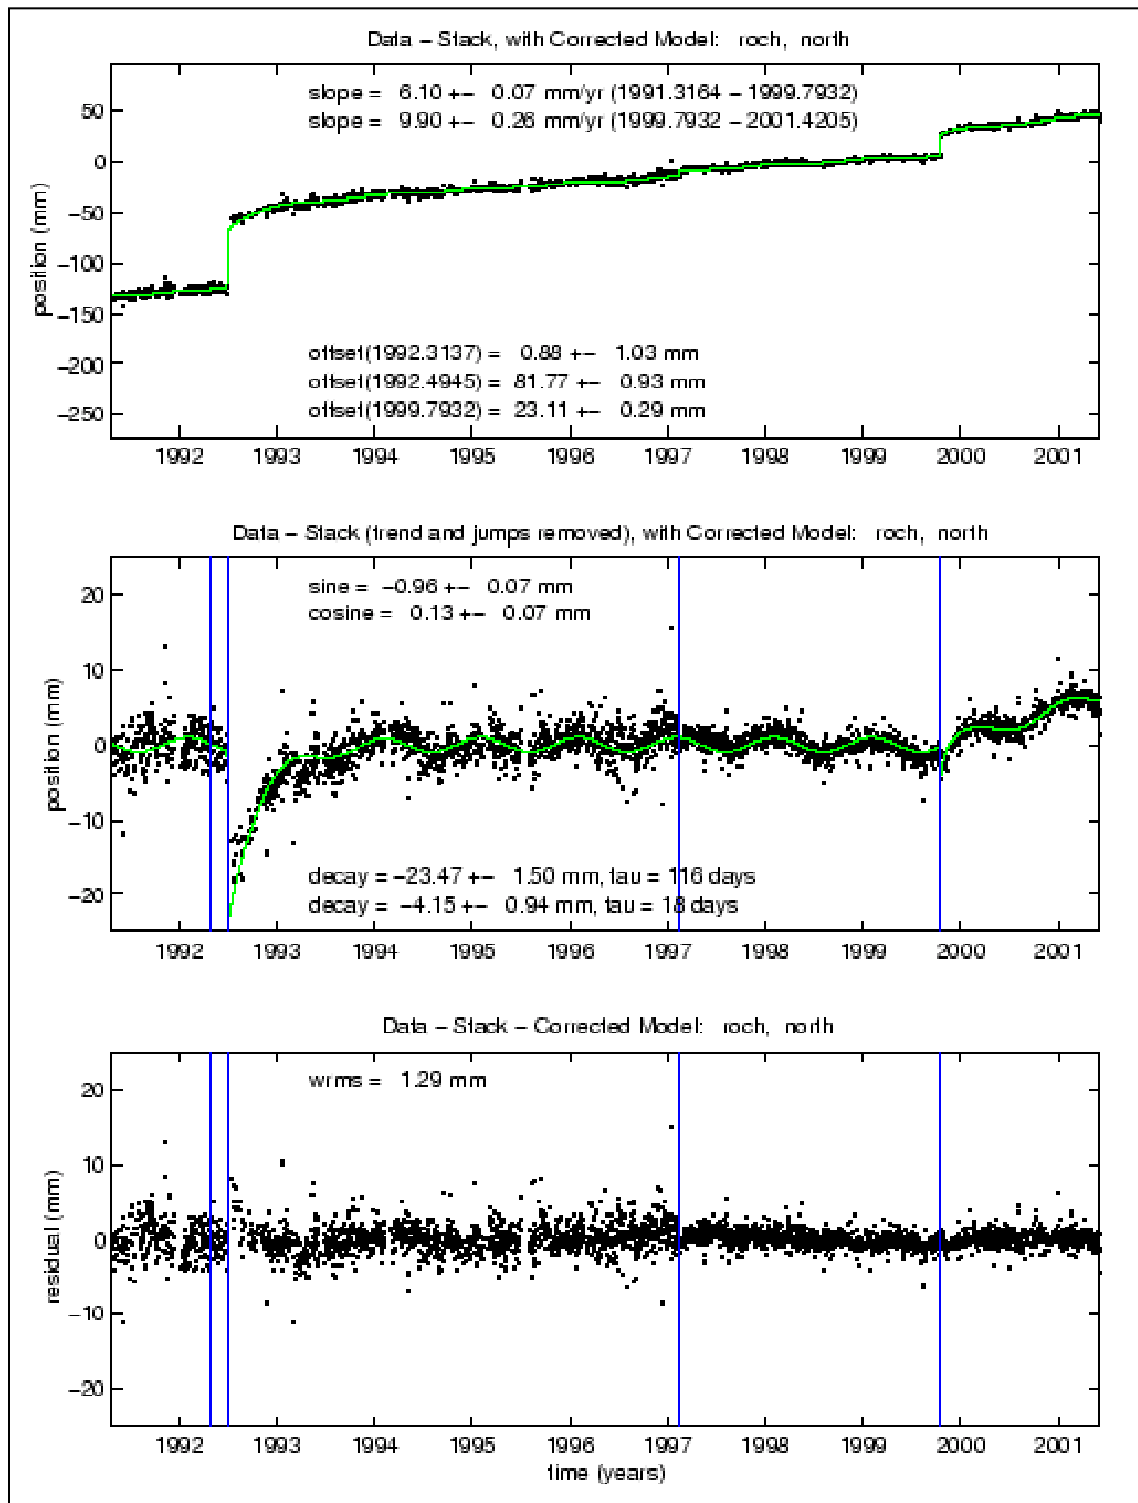 Data − Stack, with Corrected Model: roch, north
slope = 6.10 +− 0.07 mm/yr (1991.3164 − 1999.7932)
slope = 9.90 +− 0.26 mm/yr (1999.7932 − 2001.4205)
50
0
−50
−100
−150
−200
−250
position (mm)
offset(1992.3137) = 0.88 +− 1.03 mm
offset(1992.4945) = 81.77 +− 0.93 mm
offset(1999.7932) = 23.11 +− 0.29 mm
1992 1993 1994 1995 1996 1997 1998 1999 2000 2001
Data − Stack (trend and jumps removed), with Corrected Model: roch, north
sine = −0.96 +− 0.07 mm
cosine = 0.13 +− 0.07 mm
20
10
0
−10
−20
position (mm)
decay = −23.47 +− 1.50 mm, tau = 116 days
decay = −4.15 +− 0.94 mm, tau = 18 days
1992 1993 1994 1995 1996 1997 1998 1999 2000 2001
Data − Stack − Corrected Model: roch, north
wrms = 1.29 mm
20
10
0
−10
−20
residual (mm)
1992 1993 1994 1995 1996 1997 1998 1999 2000 2001
time (years)